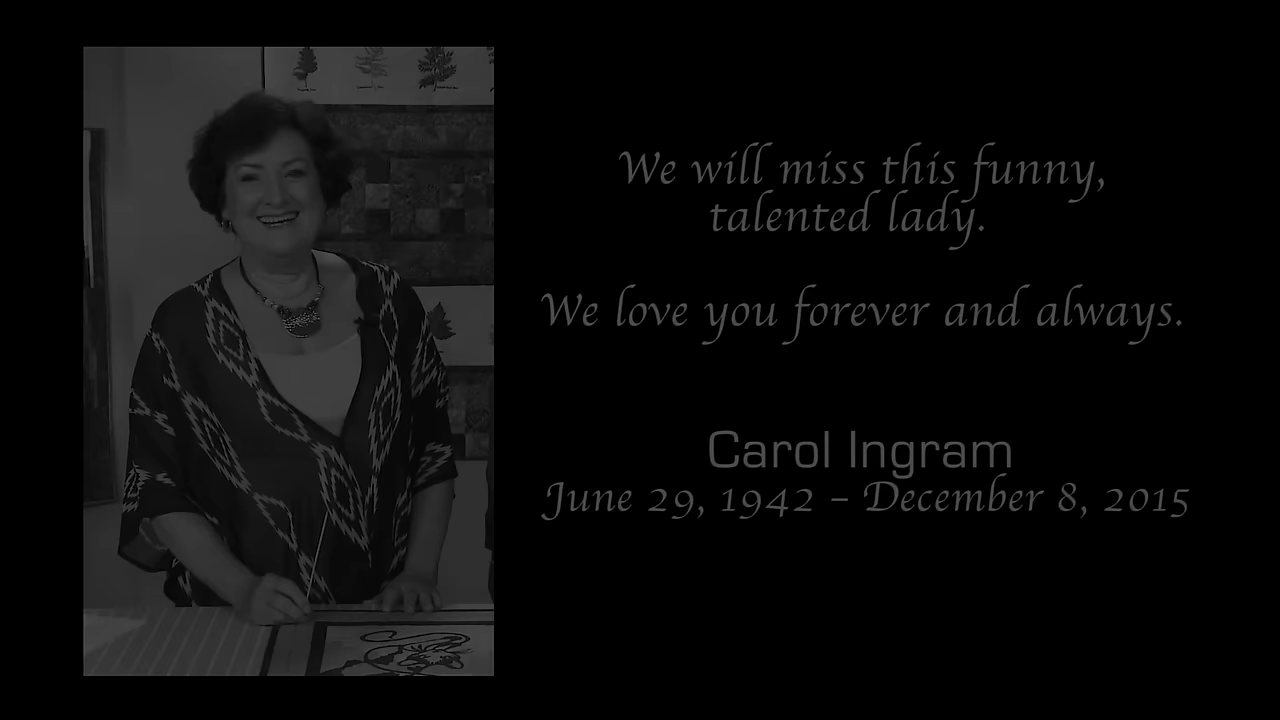 We will miss this funny,
talented lady.
We love you forever and always.
Carol Ingram
June 29, 1942 – December 8, 2015